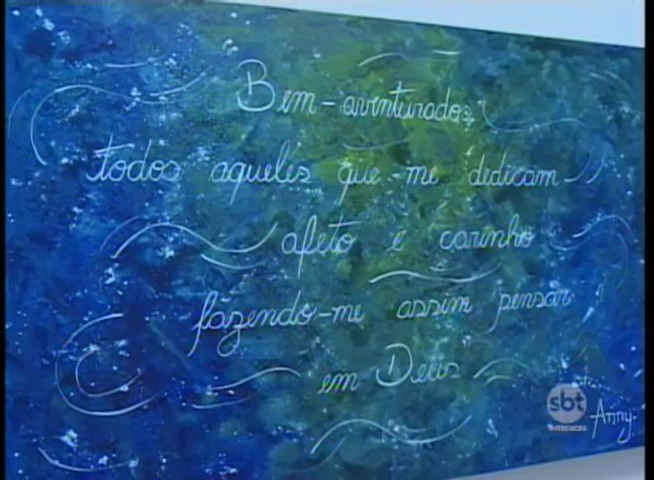 Bem-aventurados
todos aqueles que me dedicam
afeto e carinho
fazendo-me assim pensar
em Deus
sbt
Anny.